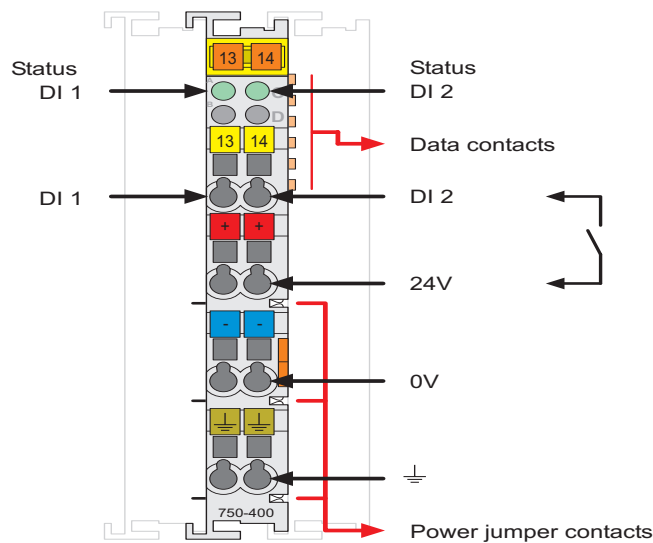 13 14
Status
DI 1
Status
DI 2
A
C
B
D
13 14
Data contacts
DI 1
DI 2
+ +
24V
- -
0V
750-400
Power jumper contacts